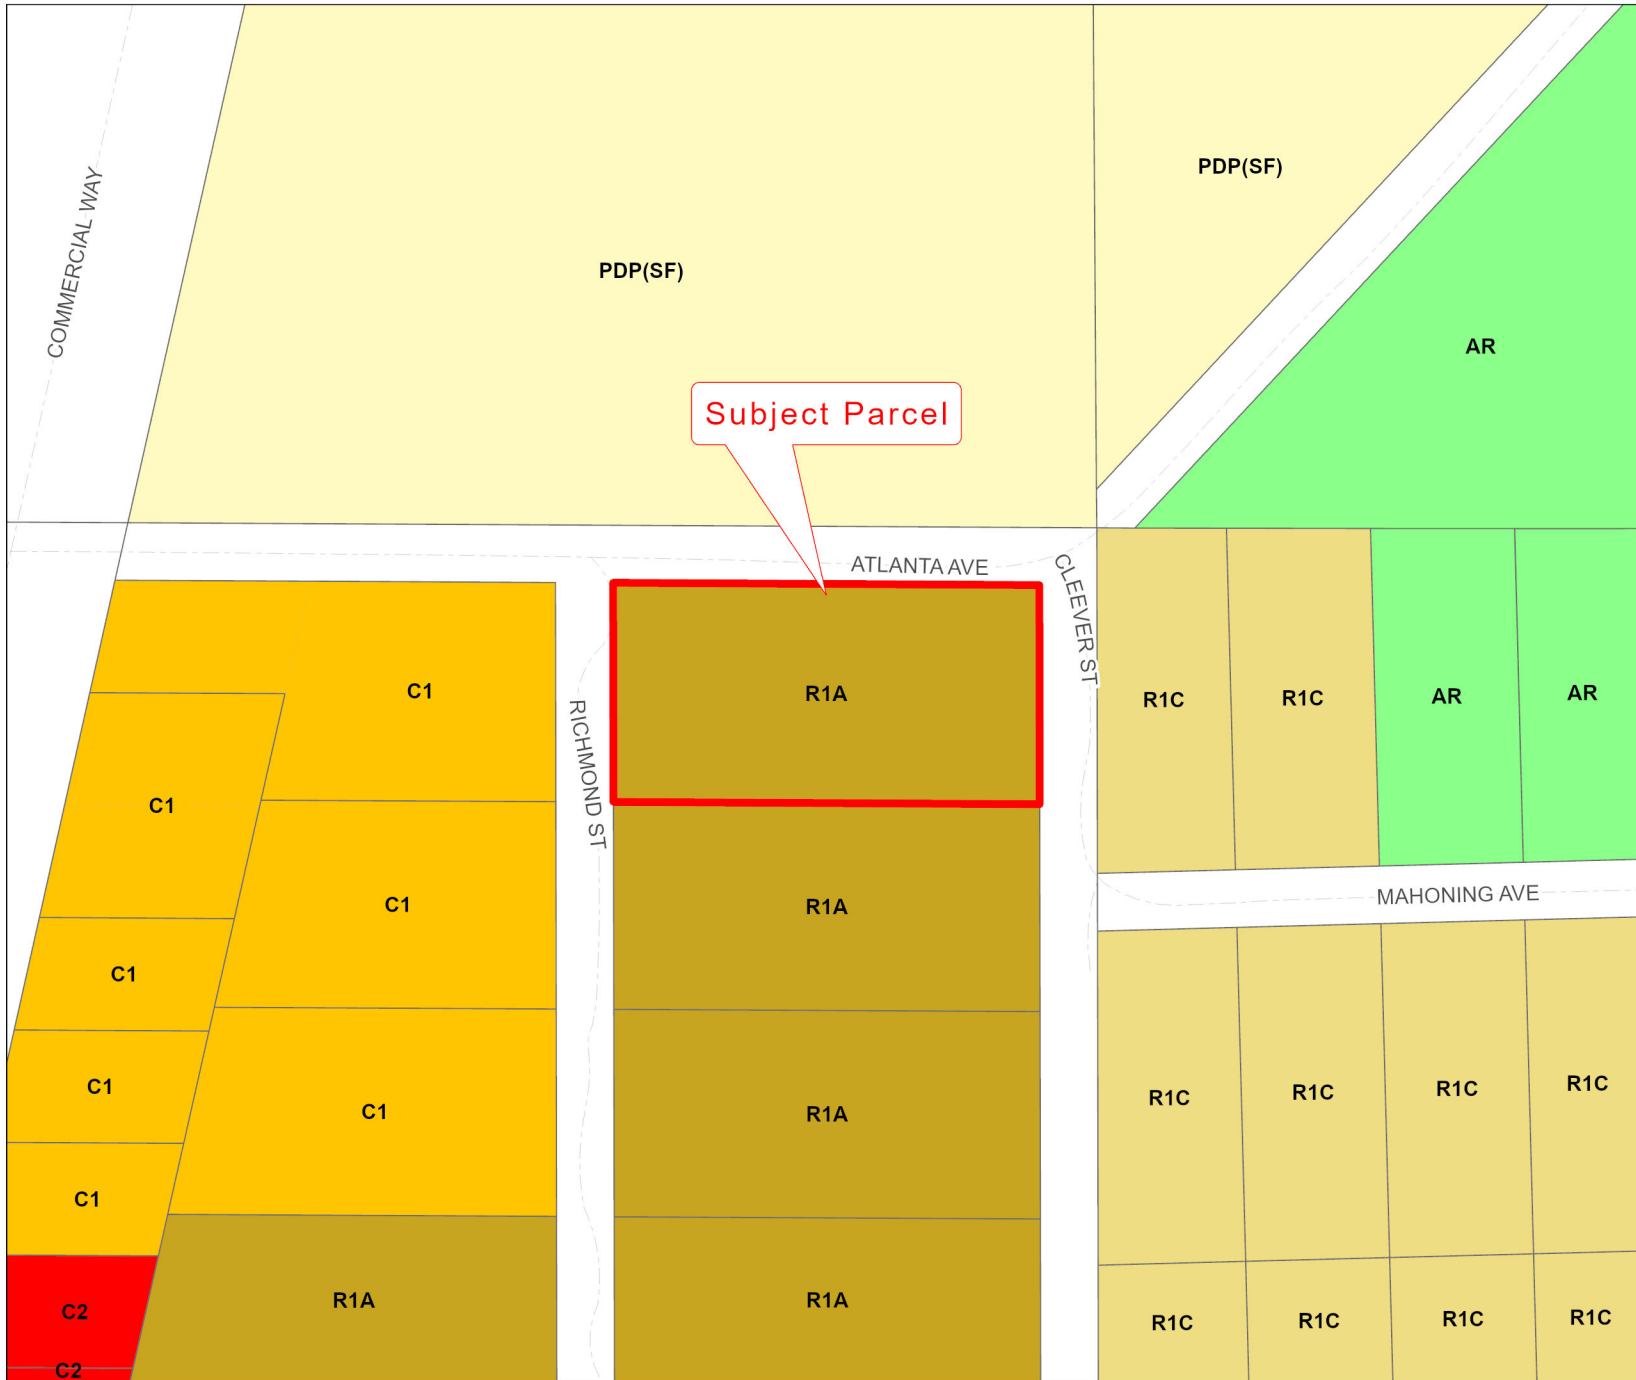 COMMERCIAL WAY
PDP(SF)
PDP(SF)
AR
Subject Parcel
ATLANTA AVE
CLEEVER ST
RICHMOND ST
C1
R1A
R1C
R1C
AR
AR
C1
C1
R1A
MAHONING AVE
C1
C1
C1
R1A
R1C
R1C
R1C
R1C
C1
C2
R1A
R1A
R1C
R1C
R1C
R1C
C2